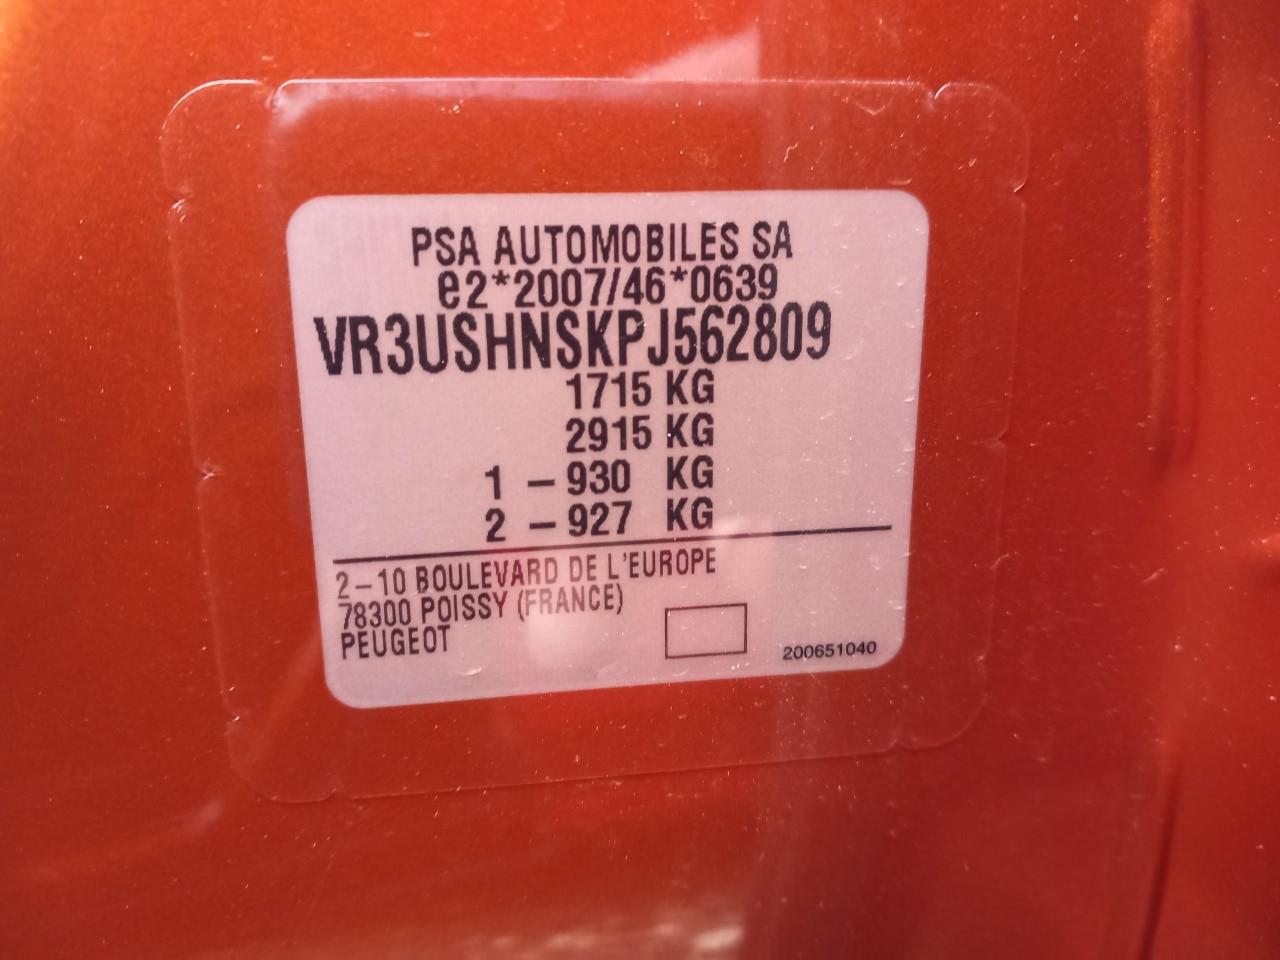 PSA AUTOMOBILES SA
e2*2007/46*0639
VR3USHNSKPJ562809
1715 KG
2915 KG
1 – 930 KG
2 – 927 KG
2–10 BOULEVARD DE L'EUROPE
78300 POISSY (FRANCE)
PEUGEOT
200651040